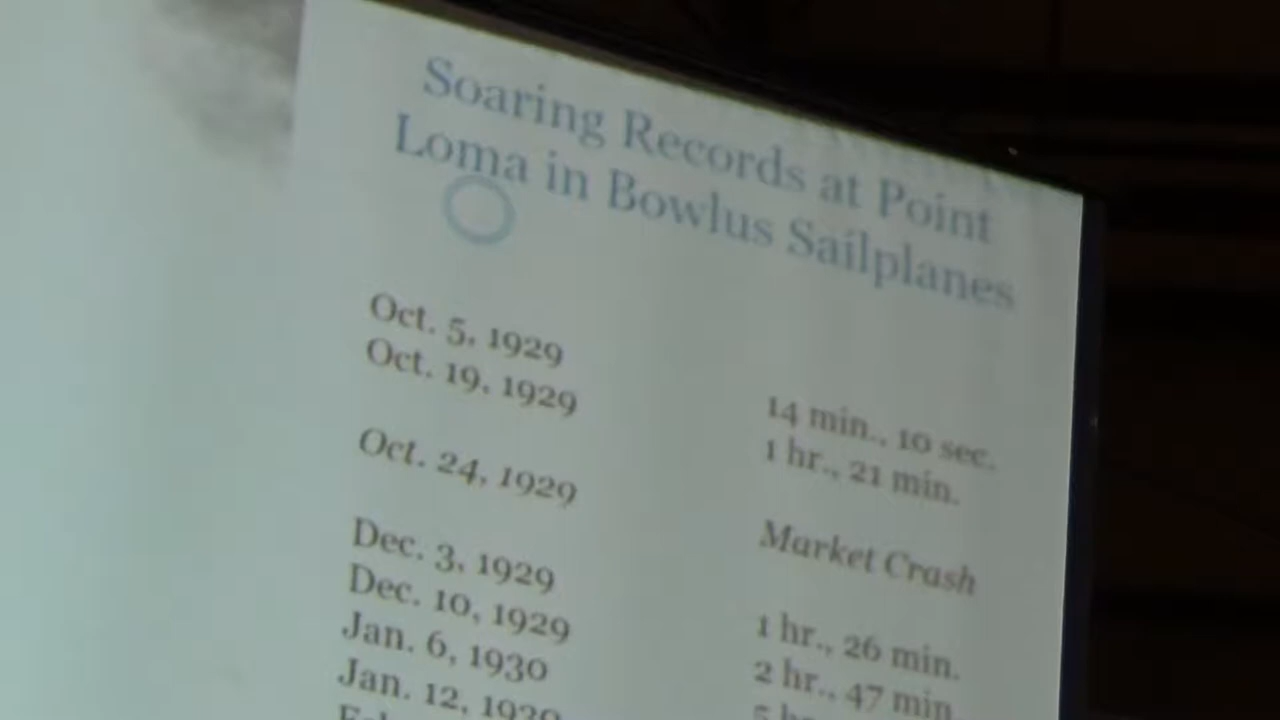 Soaring Records at Point
Loma in Bowlus Sailplanes
Oct. 5, 1929 14 min., 10 sec.
Oct. 19, 1929 1 hr., 21 min.
Oct. 24, 1929 Market Crash
Dec. 3, 1929 1 hr., 26 min.
Dec. 10, 1929 2 hr., 47 min.
Jan. 6, 1930
Jan. 12, 1930